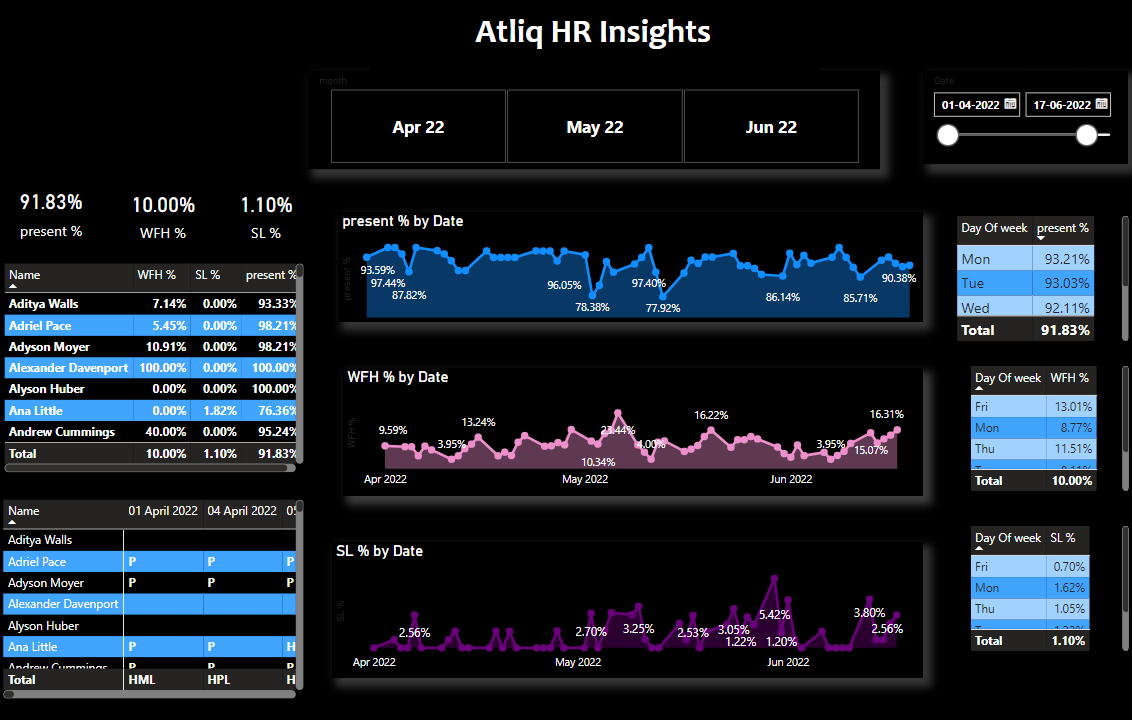 Atliq HR Insights
month
Apr 22
May 22
Jun 22
Date
01-04-2022
17-06-2022
91.83%
present %
10.00%
WFH %
1.10%
SL %
Name WFH % SL % present %
Aditya Walls 7.14% 0.00% 93.33%
Adriel Pace 5.45% 0.00% 98.21%
Adyson Moyer 10.91% 0.00% 98.21%
Alexander Davenport 100.00% 0.00% 100.00%
Alyson Huber 0.00% 0.00% 100.00%
Ana Little 0.00% 1.82% 76.36%
Andrew Cummings 40.00% 0.00% 95.24%
Total 10.00% 1.10% 91.83%
Name 01 April 2022 04 April 2022 05
Aditya Walls
Adriel Pace P P P
Adyson Moyer P P P
Alexander Davenport
Alyson Huber
Ana Little P P H
Andrew Cummings
Total HML HPL H
present % by Date
present %
93.59%
97.44%
87.82%
96.05%
78.38%
97.40%
77.92%
86.14%
85.71%
90.38%
WFH % by Date
WFH %
9.59%
3.95%
13.24%
10.34%
23.44%
4.00%
16.22%
3.95%
15.07%
16.31%
Apr 2022
May 2022
Jun 2022
SL % by Date
SL %
2.56%
2.70%
3.25%
2.53%
3.05%
1.22%
5.42%
1.20%
3.80%
2.56%
Apr 2022
May 2022
Jun 2022
Day Of week present %
Mon 93.21%
Tue 93.03%
Wed 92.11%
Total 91.83%
Day Of week WFH %
Fri 13.01%
Mon 8.77%
Thu 11.51%
Total 10.00%
Day Of week SL %
Fri 0.70%
Mon 1.62%
Thu 1.05%
Total 1.10%